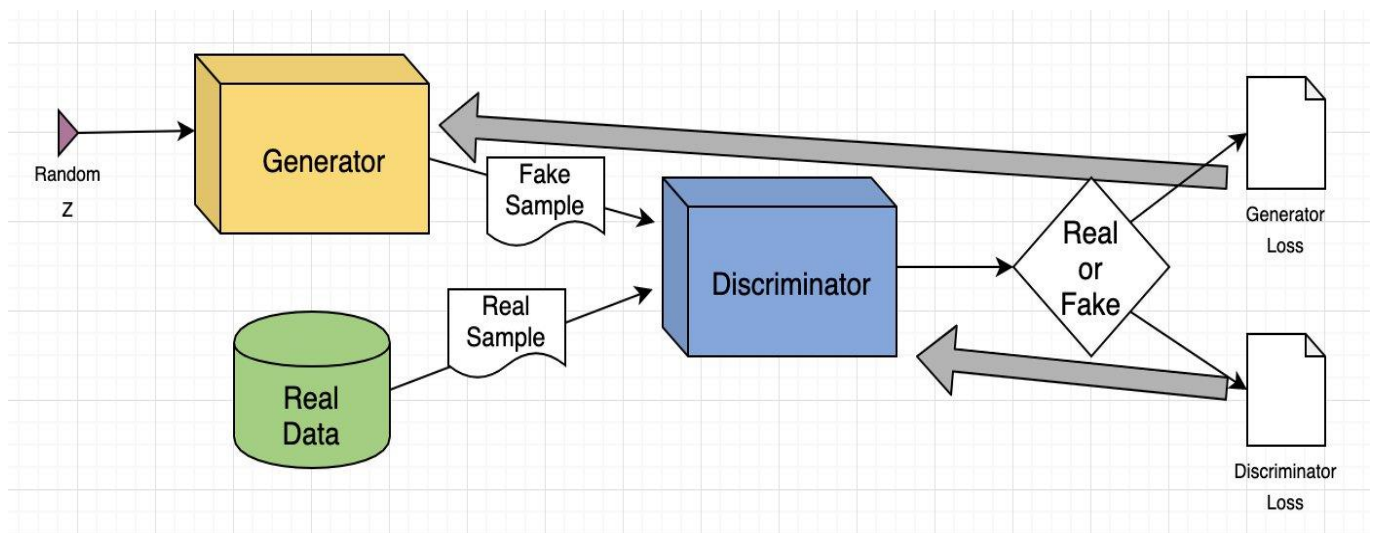 Random
Z
Generator
Fake
Sample
Real
Sample
Real
Data
Discriminator
Real
or
Fake
Generator
Loss
Discriminator
Loss